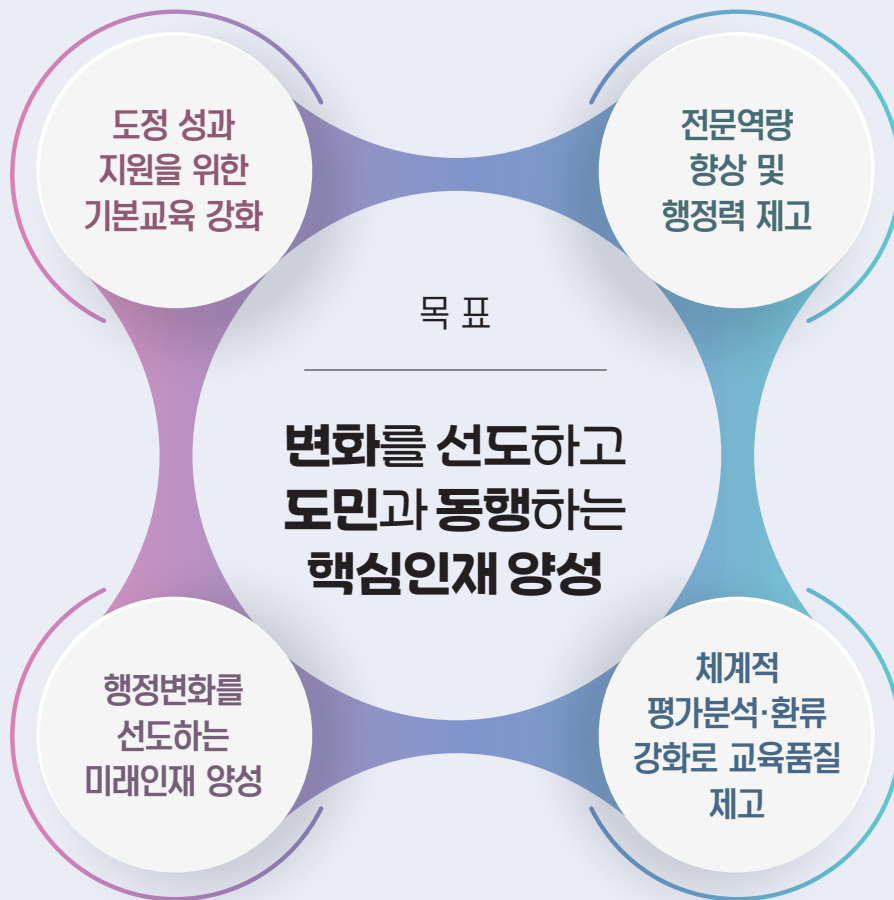 도정 성과
지원을 위한
기본교육 강화
전문역량
향상 및
행정력 제고
목 표
변화를 선도하고
도민과 동행하는
핵심인재 양성
행정변화를
선도하는
미래인재 양성
체계적
평가분석·환류
강화로 교육품질
제고